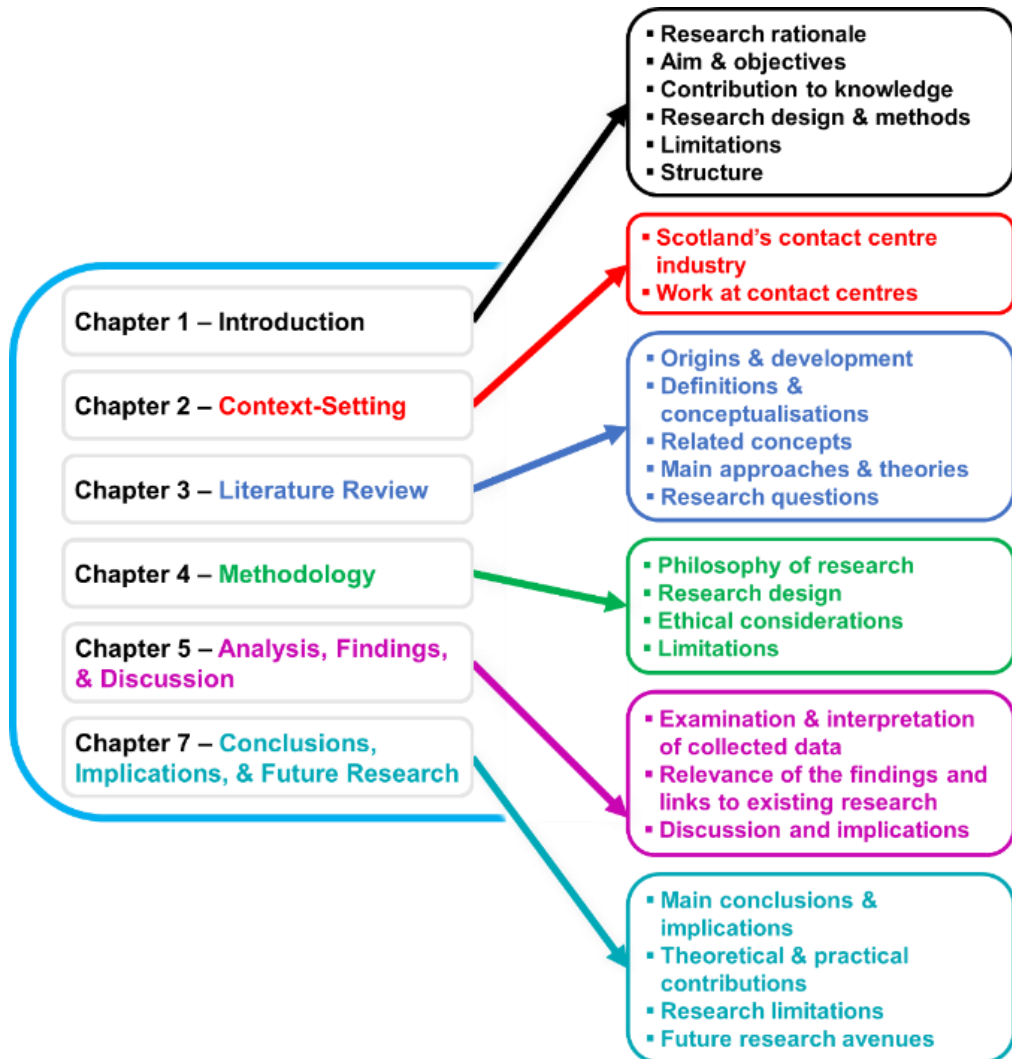 Chapter 1 – Introduction
Chapter 2 – Context-Setting
Chapter 3 – Literature Review
Chapter 4 – Methodology
Chapter 5 – Analysis, Findings,
& Discussion
Chapter 7 – Conclusions,
Implications, & Future Research
▪ Research rationale
▪ Aim & objectives
▪ Contribution to knowledge
▪ Research design & methods
▪ Limitations
▪ Structure
▪ Scotland’s contact centre
industry
▪ Work at contact centres
▪ Origins & development
▪ Definitions &
conceptualisations
▪ Related concepts
▪ Main approaches & theories
▪ Research questions
▪ Philosophy of research
▪ Research design
▪ Ethical considerations
▪ Limitations
▪ Examination & interpretation
of collected data
▪ Relevance of the findings and
links to existing research
▪ Discussion and implications
▪ Main conclusions &
implications
▪ Theoretical & practical
contributions
▪ Research limitations
▪ Future research avenues